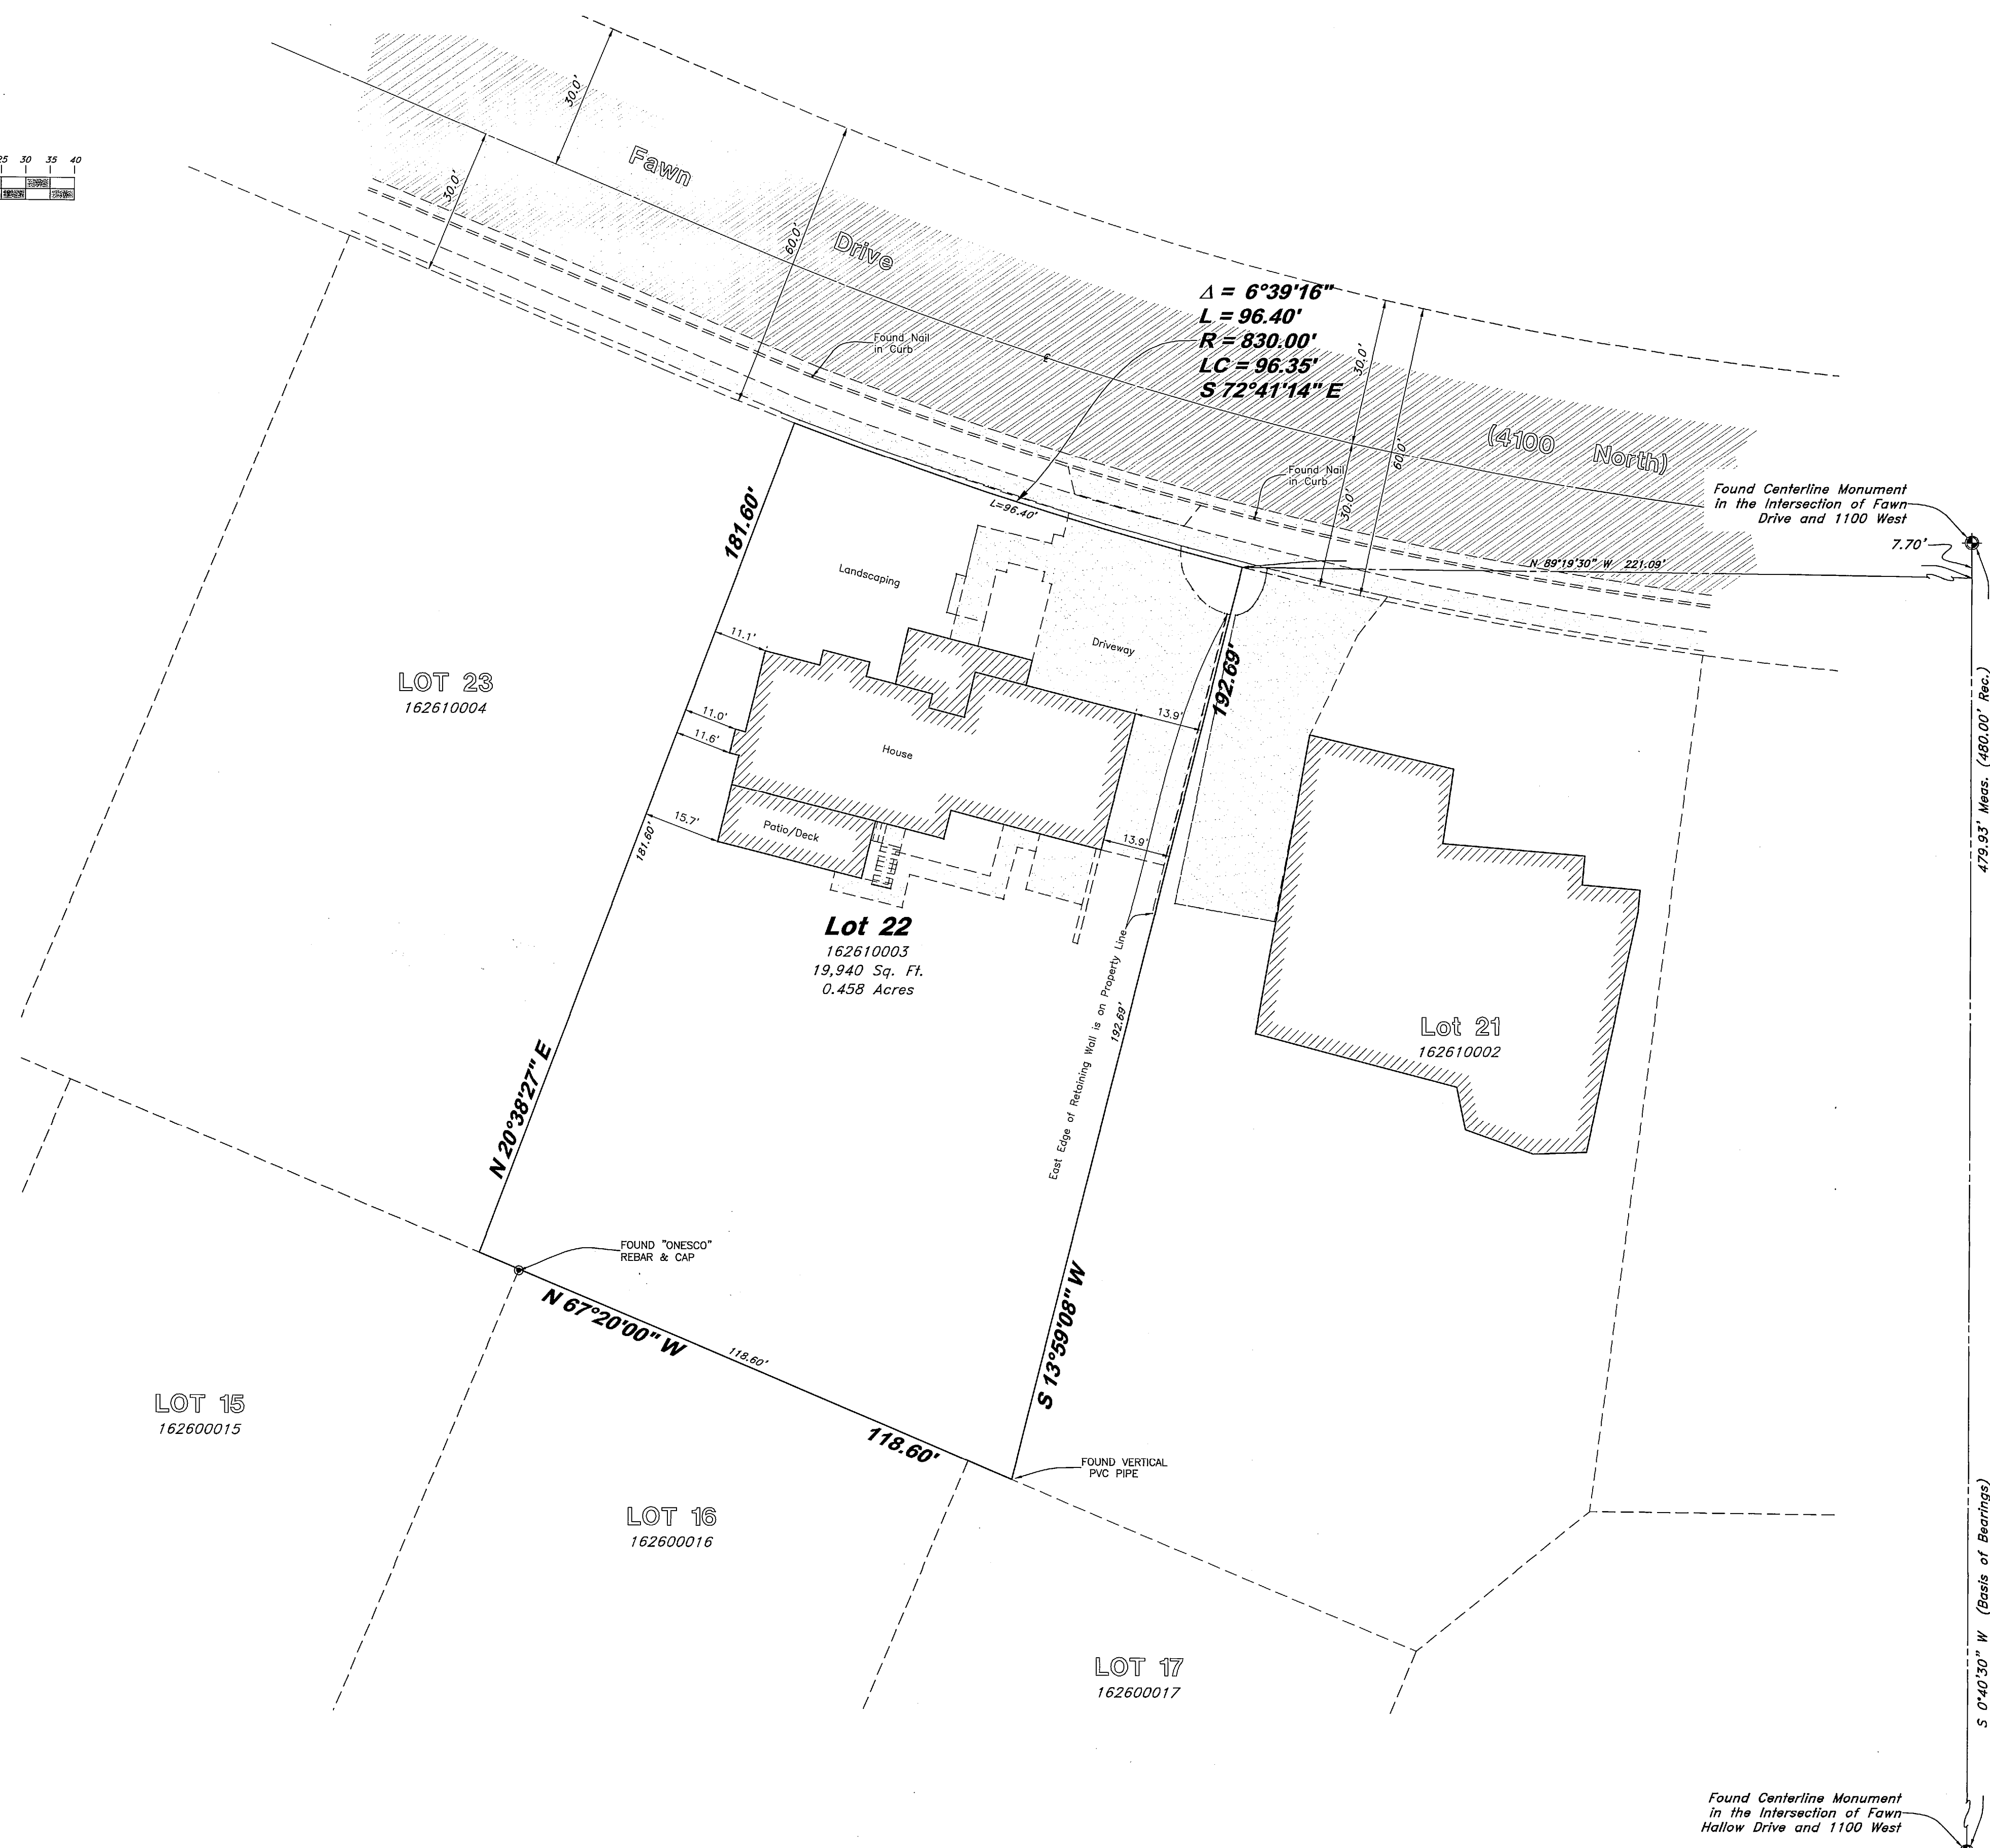 25 30 35 40
30.0'
30.0'
Fawn
Drive
60.0'
(4100 North)
Δ = 6°39'16"
L = 96.40'
R = 830.00'
LC = 96.35'
S 72°41'14" E
Found Nail
in Curb
℄
30.0'
60.0'
30.0'
Found Nail
in Curb
L=96.40'
Found Centerline Monument
in the Intersection of Fawn
Drive and 1100 West
7.70'
N 89°19'30" W 221.09'
181.60'
Landscaping
Driveway
192.69'
11.1'
11.0'
11.6'
15.7'
13.9'
13.9'
House
Patio/Deck
181.60'
LOT 23
162610004
Lot 22
162610003
19,940 Sq. Ft.
0.458 Acres
East Edge of Retaining Wall is on Property Line
192.69'
Lot 21
162610002
479.93' Meas. (480.00' Rec.)
N 20°38'27" E
FOUND "ONESCO"
REBAR & CAP
N 67°20'00" W
118.60'
118.60'
S 13°59'08" W
FOUND VERTICAL
PVC PIPE
LOT 15
162600015
LOT 16
162600016
LOT 17
162600017
S 0°40'30" W (Basis of Bearings)
Found Centerline Monument
in the Intersection of Fawn
Hallow Drive and 1100 West